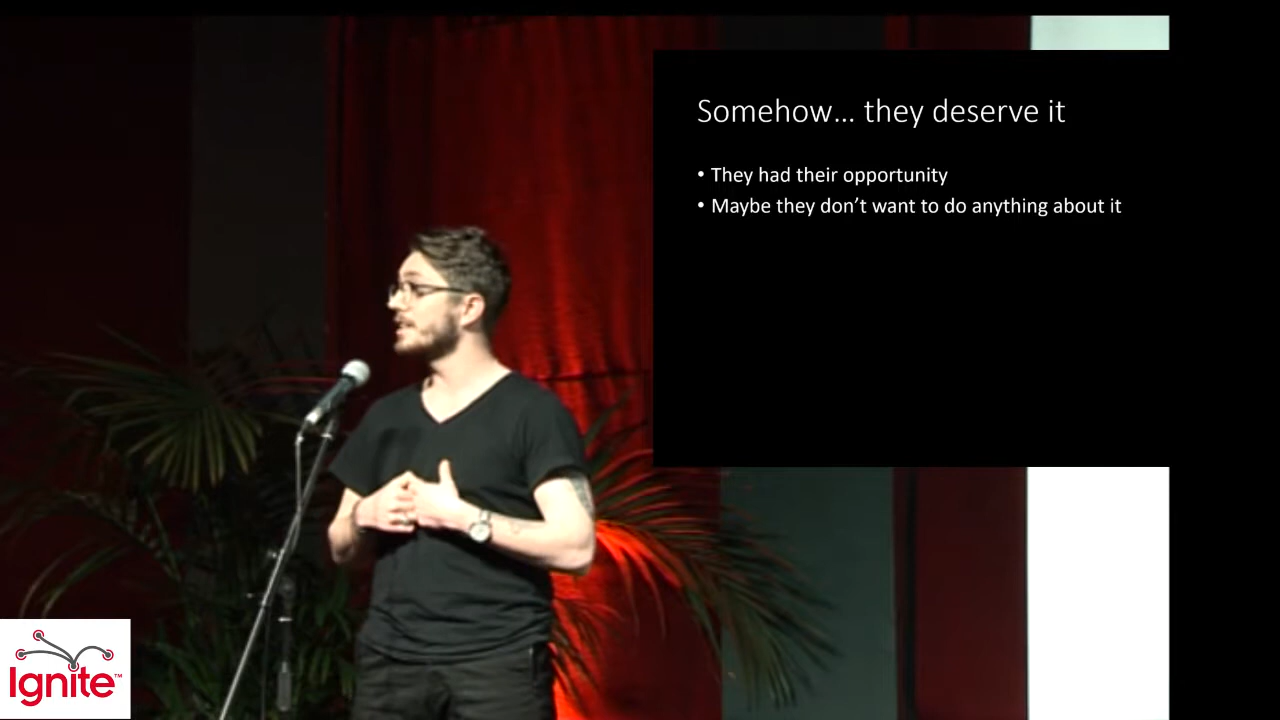 Somehow... they deserve it
• They had their opportunity
• Maybe they don’t want to do anything about it
Ignite™